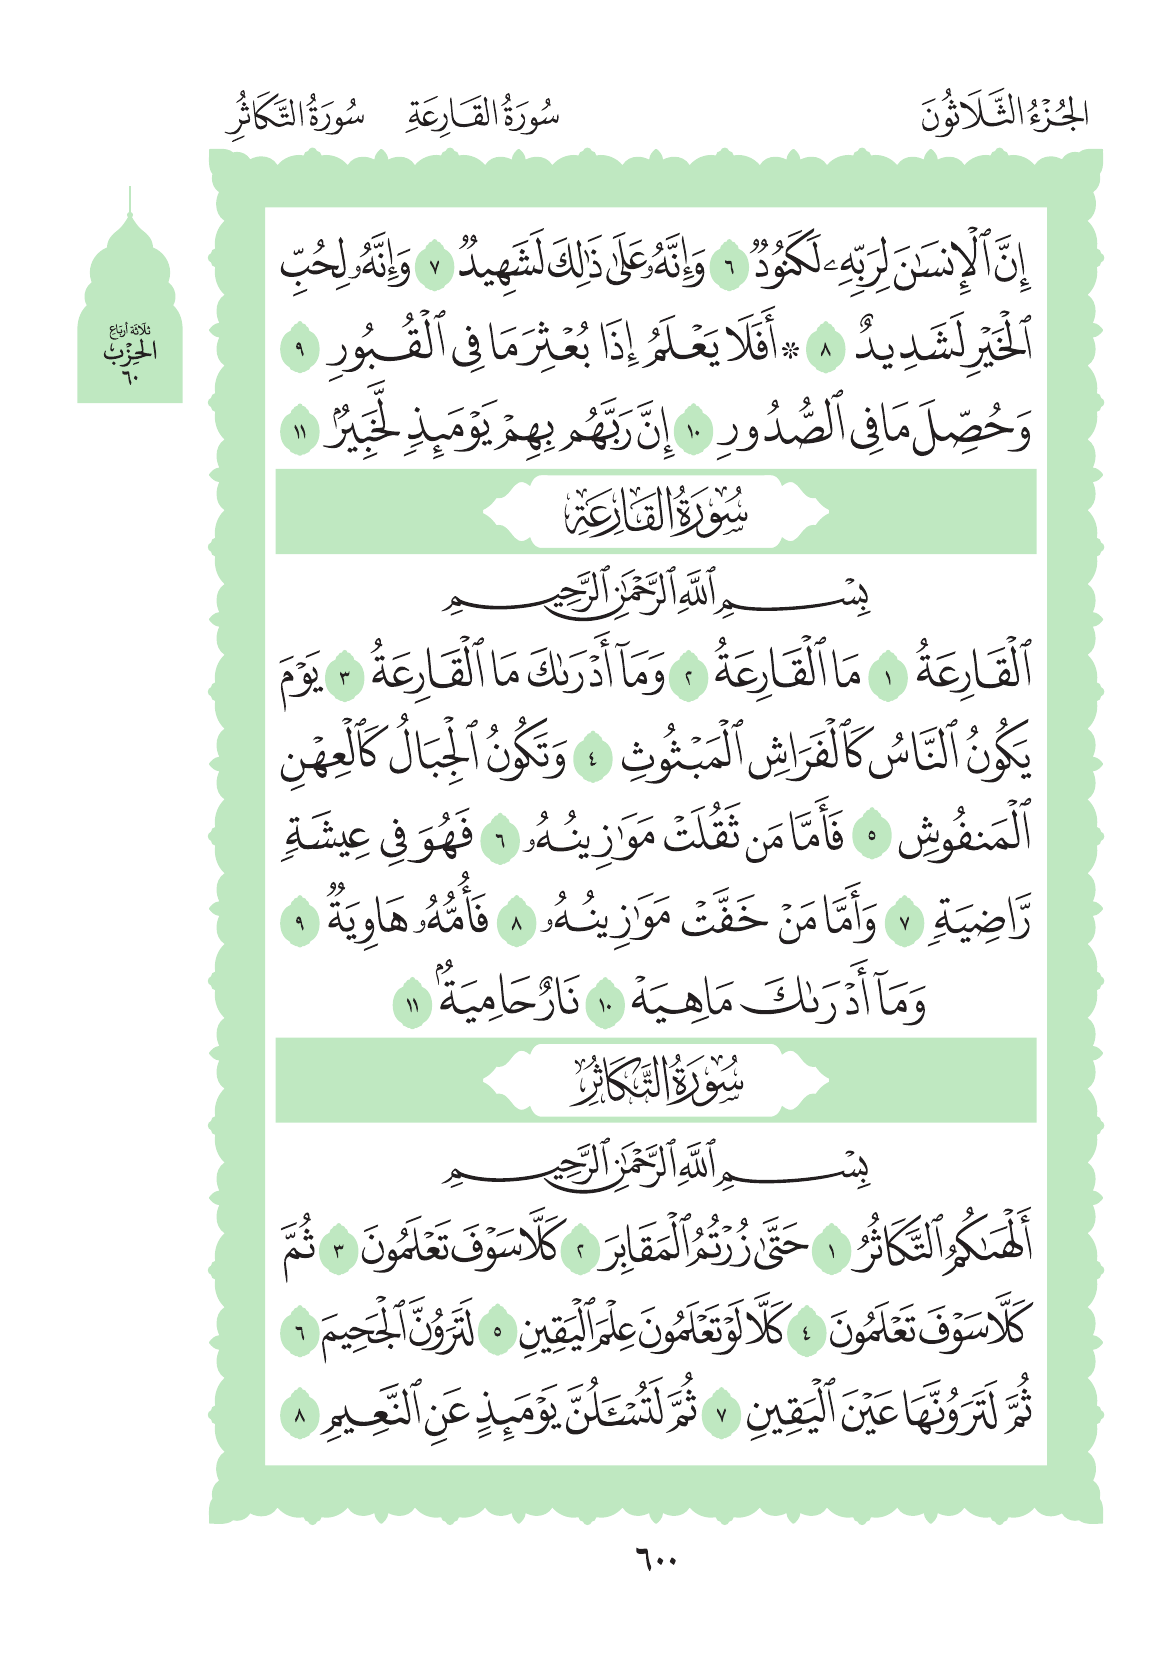 الجُزْءُ الثَّلَاثُونَ سُورَةُ القَارِعَةِ سُورَةُ التَّكَاثُرِ
ثلاثة أرباع
الحِزْب
٦٠
إِنَّ ٱلْإِنسَٰنَ لِرَبِّهِۦ لَكَنُودٌ ٦ وَإِنَّهُۥ عَلَىٰ ذَٰلِكَ لَشَهِيدٌ ٧ وَإِنَّهُۥ لِحُبِّ
ٱلْخَيْرِ لَشَدِيدٌ ٨ ۞ أَفَلَا يَعْلَمُ إِذَا بُعْثِرَ مَا فِى ٱلْقُبُورِ ٩
وَحُصِّلَ مَا فِى ٱلصُّدُورِ ١٠ إِنَّ رَبَّهُم بِهِمْ يَوْمَئِذٍ لَّخَبِيرٌۢ ١١
سُورَةُ القَارِعَةِ
بِسْمِ ٱللَّهِ ٱلرَّحْمَٰنِ ٱلرَّحِيمِ
ٱلْقَارِعَةُ ١ مَا ٱلْقَارِعَةُ ٢ وَمَآ أَدْرَىٰكَ مَا ٱلْقَارِعَةُ ٣ يَوْمَ
يَكُونُ ٱلنَّاسُ كَٱلْفَرَاشِ ٱلْمَبْثُوثِ ٤ وَتَكُونُ ٱلْجِبَالُ كَٱلْعِهْنِ
ٱلْمَنفُوشِ ٥ فَأَمَّا مَن ثَقُلَتْ مَوَٰزِينُهُۥ ٦ فَهُوَ فِى عِيشَةٍ
رَّاضِيَةٍ ٧ وَأَمَّا مَنْ خَفَّتْ مَوَٰزِينُهُۥ ٨ فَأُمُّهُۥ هَاوِيَةٌ ٩
وَمَآ أَدْرَىٰكَ مَا هِيَهْ ١٠ نَارٌ حَامِيَةٌۢ ١١
سُورَةُ التَّكَاثُرِ
بِسْمِ ٱللَّهِ ٱلرَّحْمَٰنِ ٱلرَّحِيمِ
أَلْهَىٰكُمُ ٱلتَّكَاثُرُ ١ حَتَّىٰ زُرْتُمُ ٱلْمَقَابِرَ ٢ كَلَّا سَوْفَ تَعْلَمُونَ ٣ ثُمَّ
كَلَّا سَوْفَ تَعْلَمُونَ ٤ كَلَّا لَوْ تَعْلَمُونَ عِلْمَ ٱلْيَقِينِ ٥ لَتَرَوُنَّ ٱلْجَحِيمَ ٦
ثُمَّ لَتَرَوُنَّهَا عَيْنَ ٱلْيَقِينِ ٧ ثُمَّ لَتُسْـَٔلُنَّ يَوْمَئِذٍ عَنِ ٱلنَّعِيمِ ٨
٦٠٠